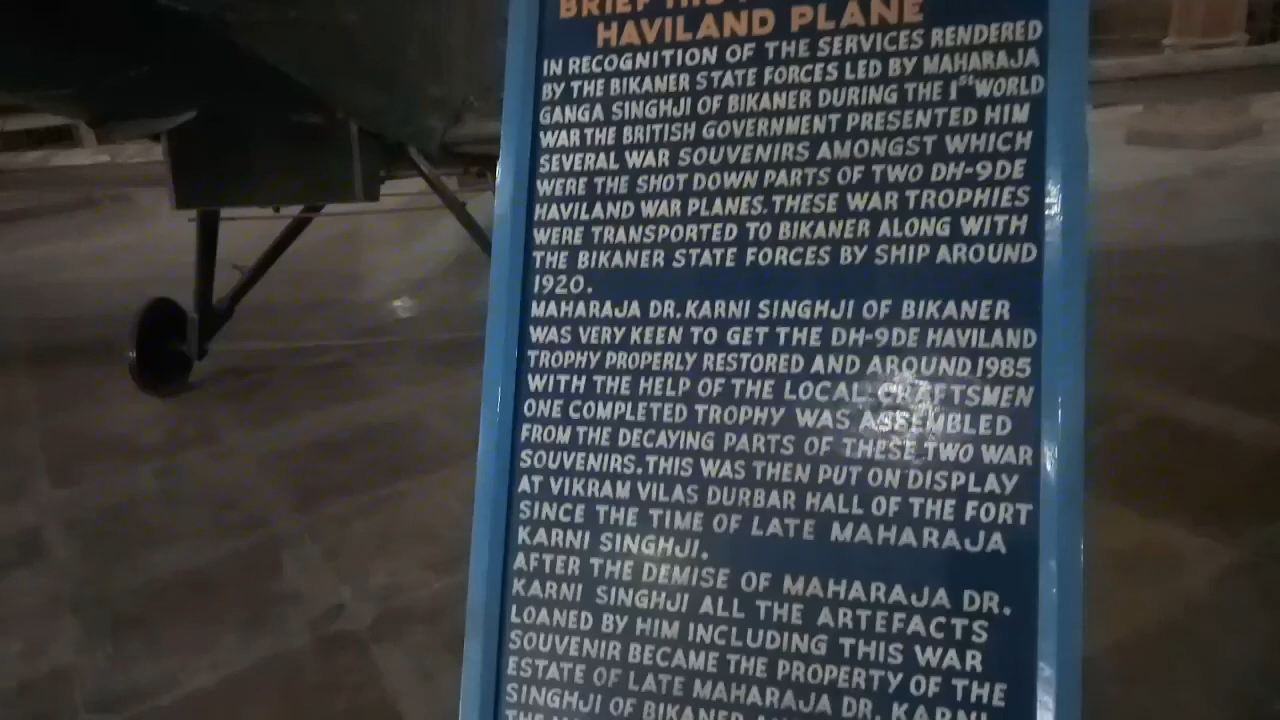 BRIEF
HAVILAND PLANE
IN RECOGNITION OF THE SERVICES RENDERED
BY THE BIKANER STATE FORCES LED BY MAHARAJA
GANGA SINGHJI OF BIKANER DURING THE 1ST WORLD
WAR THE BRITISH GOVERNMENT PRESENTED HIM
SEVERAL WAR SOUVENIRS AMONGST WHICH
WERE THE SHOT DOWN PARTS OF TWO DH-9DE
HAVILAND WAR PLANES. THESE WAR TROPHIES
WERE TRANSPORTED TO BIKANER ALONG WITH
THE BIKANER STATE FORCES BY SHIP AROUND
1920.
MAHARAJA DR. KARNI SINGHJI OF BIKANER
WAS VERY KEEN TO GET THE DH-9DE HAVILAND
TROPHY PROPERLY RESTORED AND AROUND 1985
WITH THE HELP OF THE LOCAL CRAFTSMEN
ONE COMPLETED TROPHY WAS ASSEMBLED
FROM THE DECAYING PARTS OF THESE TWO WAR
SOUVENIRS. THIS WAS THEN PUT ON DISPLAY
AT VIKRAM VILAS DURBAR HALL OF THE FORT
SINCE THE TIME OF LATE MAHARAJA
KARNI SINGHJI.
AFTER THE DEMISE OF MAHARAJA DR.
KARNI SINGHJI ALL THE ARTEFACTS
LOANED BY HIM INCLUDING THIS WAR
SOUVENIR BECAME THE PROPERTY OF THE
ESTATE OF LATE MAHARAJA DR. KARNI
SINGHJI OF BIKANER